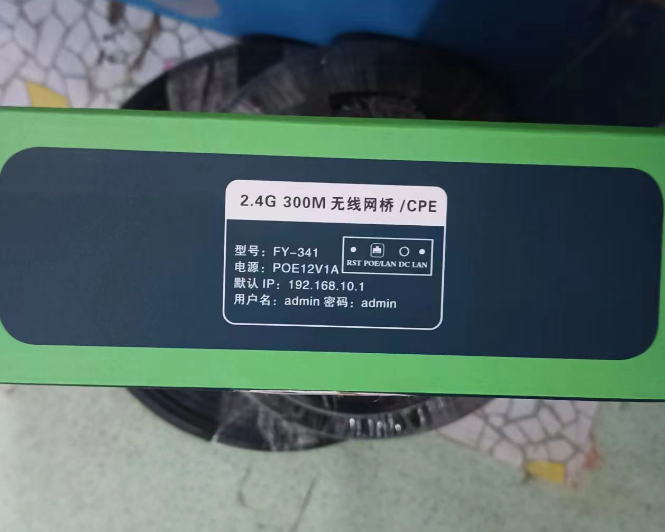 2.4G 300M 无线网桥 /CPE
型号：FY-341
电源：POE12V1A
RST POE/LAN DC LAN
默认 IP：192.168.10.1
用户名：admin 密码：admin